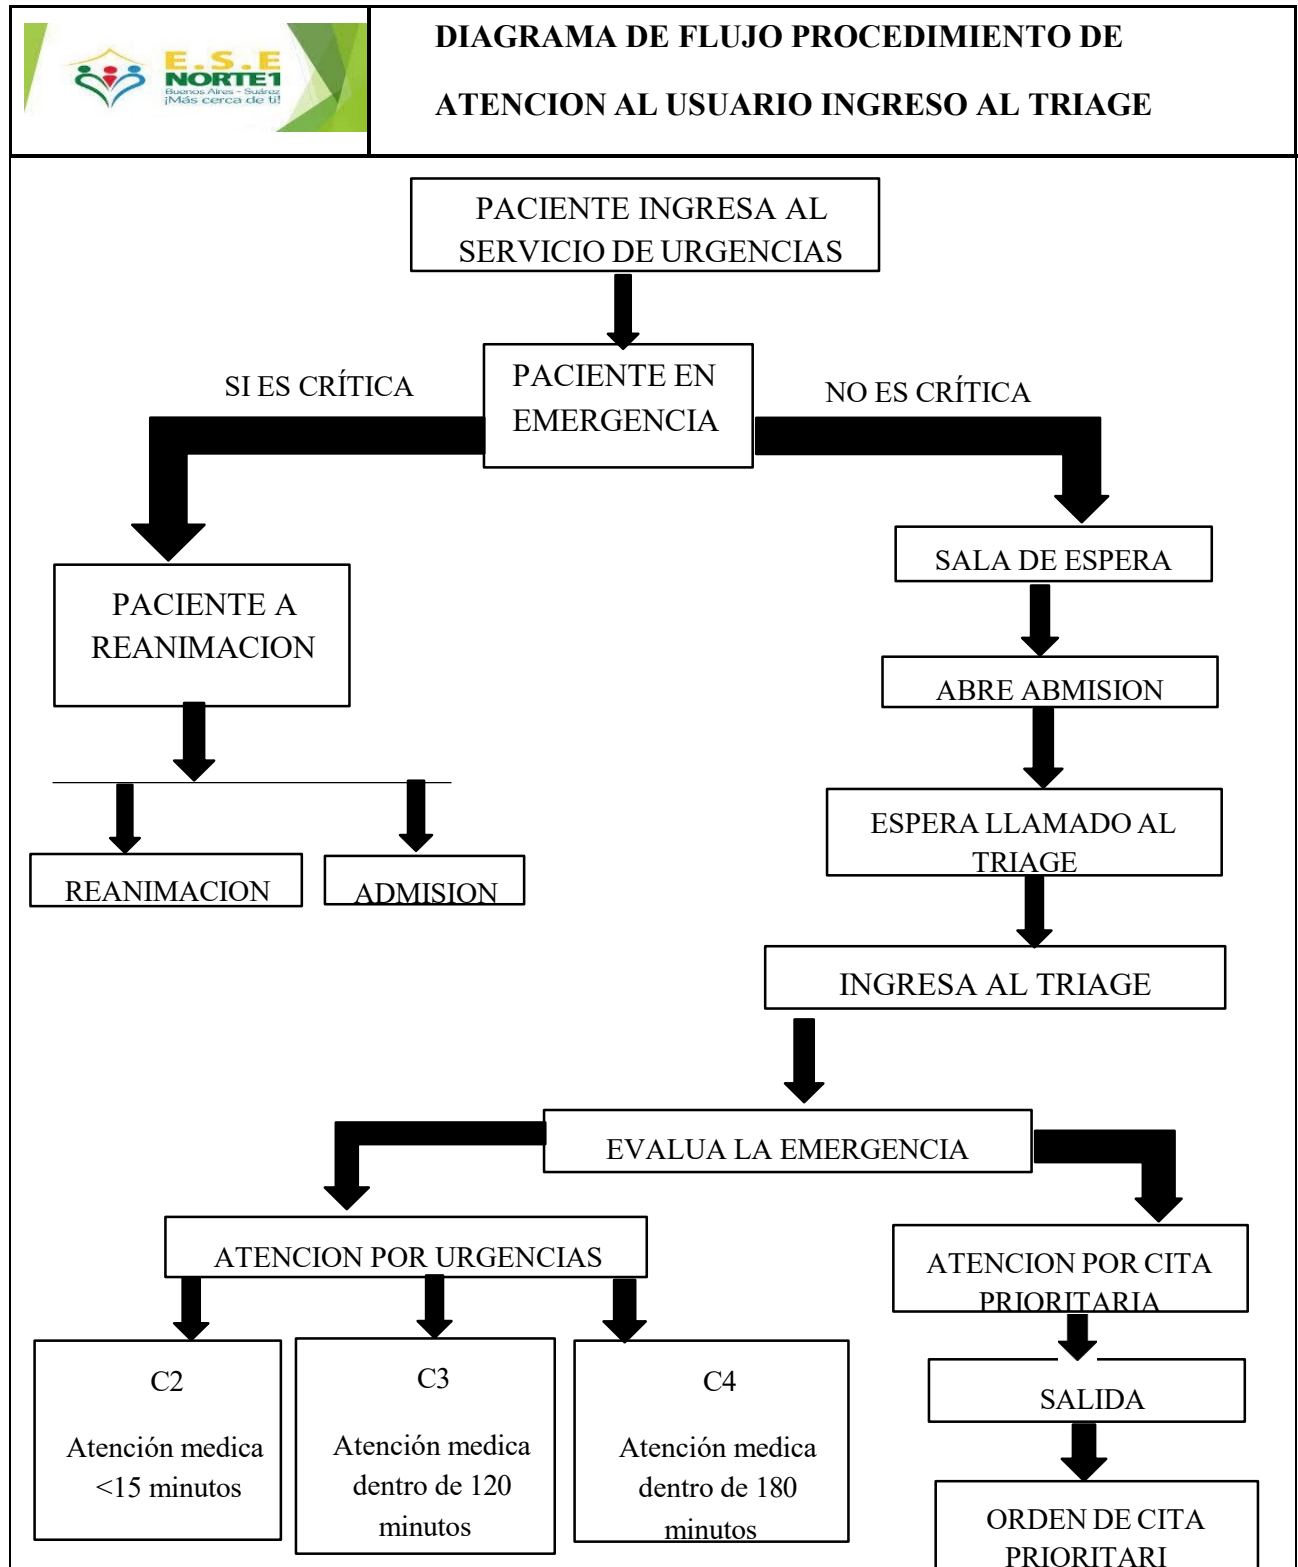 E.S.E
NORTE1
Buenos Aires - Suárez
¡Más cerca de ti!
DIAGRAMA DE FLUJO PROCEDIMIENTO DE
ATENCION AL USUARIO INGRESO AL TRIAGE
PACIENTE INGRESA AL
SERVICIO DE URGENCIAS
SI ES CRÍTICA
PACIENTE EN
EMERGENCIA
NO ES CRÍTICA
PACIENTE A
REANIMACION
REANIMACION
ADMISION
SALA DE ESPERA
ABRE ABMISION
ESPERA LLAMADO AL
TRIAGE
INGRESA AL TRIAGE
EVALUA LA EMERGENCIA
ATENCION POR URGENCIAS
C2
Atención medica
<15 minutos
C3
Atención medica
dentro de 120
minutos
C4
Atención medica
dentro de 180
minutos
ATENCION POR CITA
PRIORITARIA
SALIDA
ORDEN DE CITA
PRIORITARI